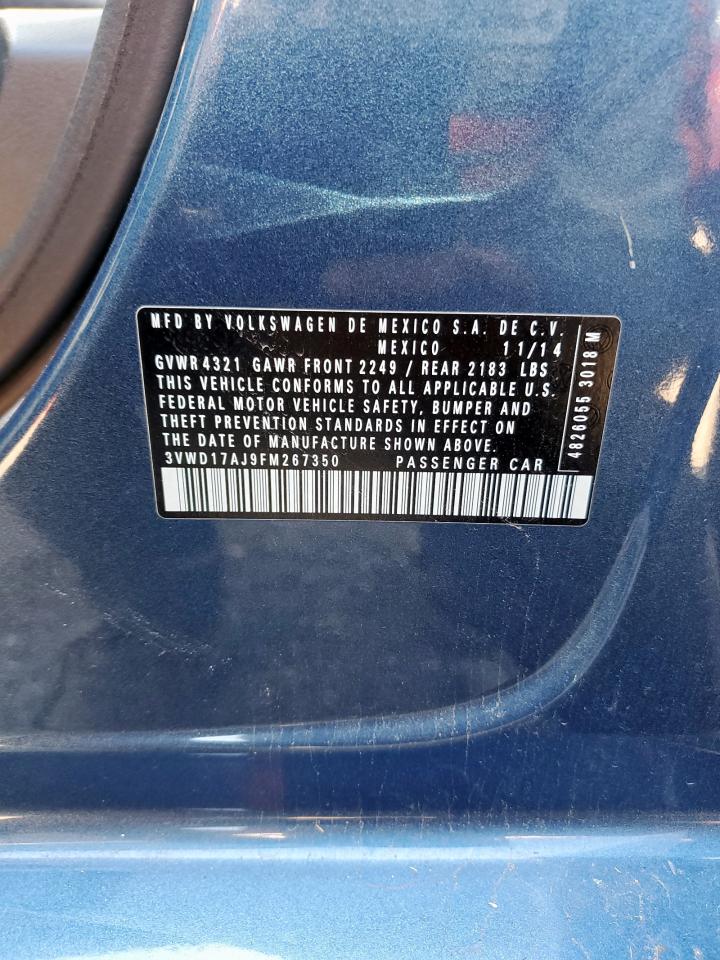 MFD BY VOLKSWAGEN DE MEXICO S.A. DE C.V.
MEXICO 11/14
GVWR 4321 GAWR FRONT 2249 / REAR 2183 LBS
THIS VEHICLE CONFORMS TO ALL APPLICABLE U.S.
FEDERAL MOTOR VEHICLE SAFETY, BUMPER AND
THEFT PREVENTION STANDARDS IN EFFECT ON
THE DATE OF MANUFACTURE SHOWN ABOVE.
3VWD17AJ9FM267350 PASSENGER CAR
4826055 3018 M